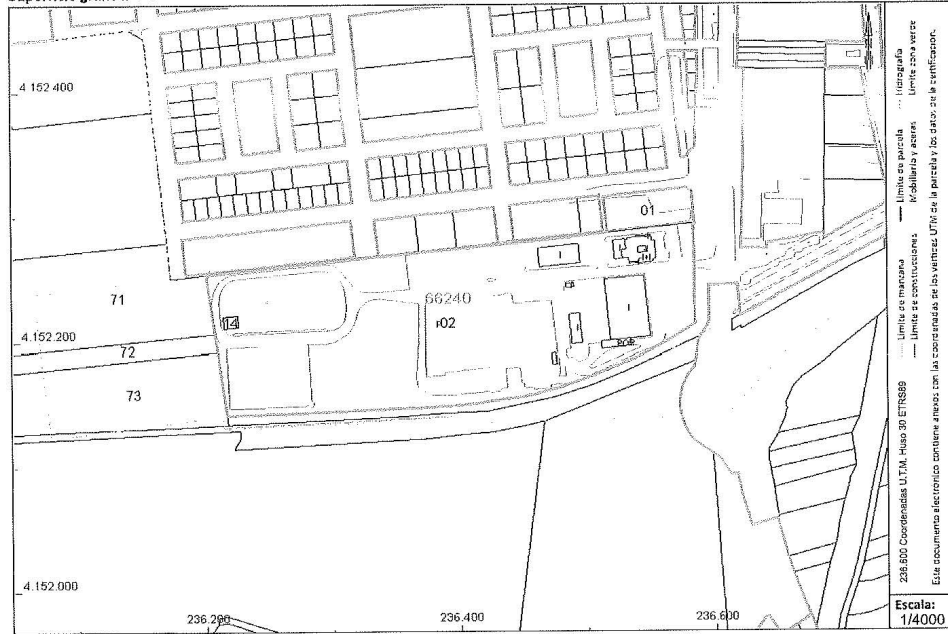 4.152.400
01
66240
02
71
14
4.152.200
72
73
4.152.000
236.200
236.400
236.600
Límite de manzana
Límite de parcela
Hidrografía
Límite de construcciones
Mobiliario y aceras
Límite zona verde
236.600 Coordenadas U.T.M. Huso 30 ETRS89
Este documento electrónico contiene anexos con las coordenadas de los vértices UTM de la parcela y los datos de la certificación.
Escala:
1/4000